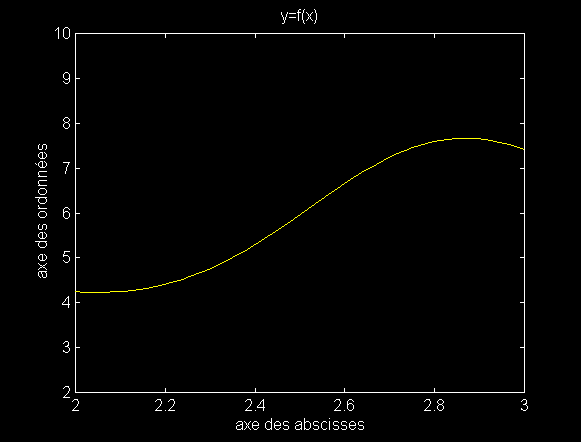 y=f(x)
10
9
8
7
6
5
4
3
2
axe des ordonnées
2 2.2 2.4 2.6 2.8 3
axe des abscisses